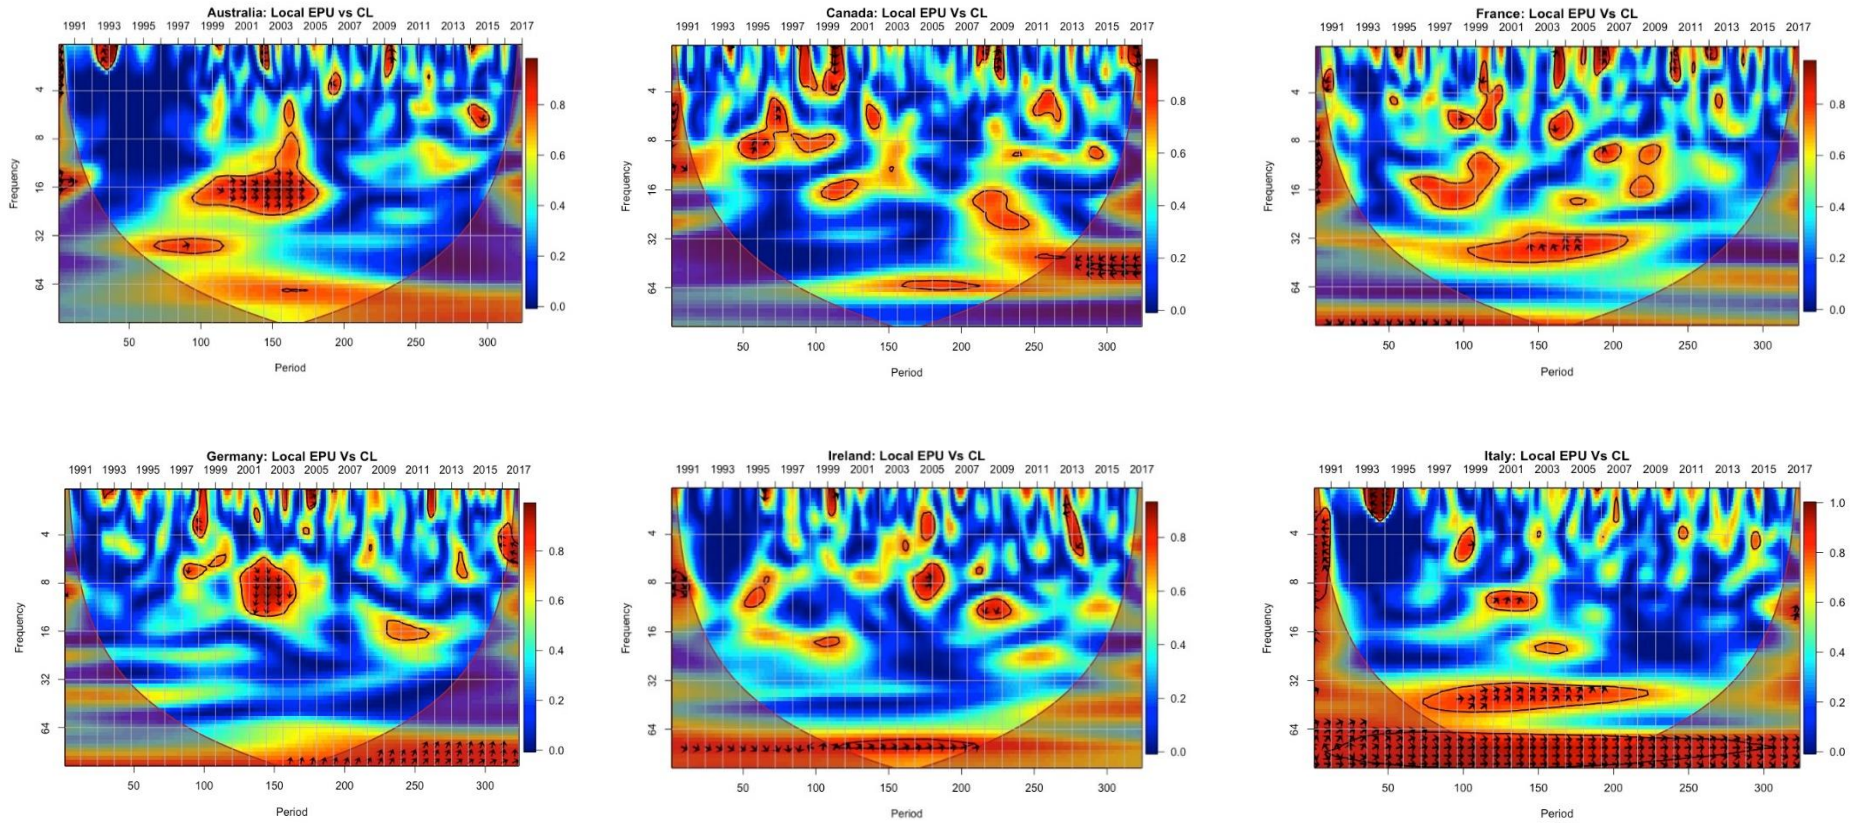 Australia: Local EPU vs CL
1991 1993 1995 1997 1999 2001 2003 2005 2007 2009 2011 2013 2015 2017
4
8
16
32
64
Frequency
50 100 150 200 250 300
Period
0.8
0.6
0.4
0.2
0.0
Canada: Local EPU Vs CL
1991 1993 1995 1997 1999 2001 2003 2005 2007 2009 2011 2013 2015 2017
4
8
16
32
64
Frequency
50 100 150 200 250 300
Period
0.8
0.6
0.4
0.2
0.0
France: Local EPU Vs CL
1991 1993 1995 1997 1999 2001 2003 2005 2007 2009 2011 2013 2015 2017
4
8
16
32
64
Frequency
50 100 150 200 250 300
Period
0.8
0.6
0.4
0.2
0.0
Germany: Local EPU Vs CL
1991 1993 1995 1997 1999 2001 2003 2005 2007 2009 2011 2013 2015 2017
4
8
16
32
64
Frequency
50 100 150 200 250 300
Period
0.8
0.6
0.4
0.2
0.0
Ireland: Local EPU Vs CL
1991 1993 1995 1997 1999 2001 2003 2005 2007 2009 2011 2013 2015 2017
4
8
16
32
64
Frequency
50 100 150 200 250 300
Period
0.8
0.6
0.4
0.2
0.0
Italy: Local EPU Vs CL
1991 1993 1995 1997 1999 2001 2003 2005 2007 2009 2011 2013 2015 2017
4
8
16
32
64
Frequency
50 100 150 200 250 300
Period
1.0
0.8
0.6
0.4
0.2
0.0